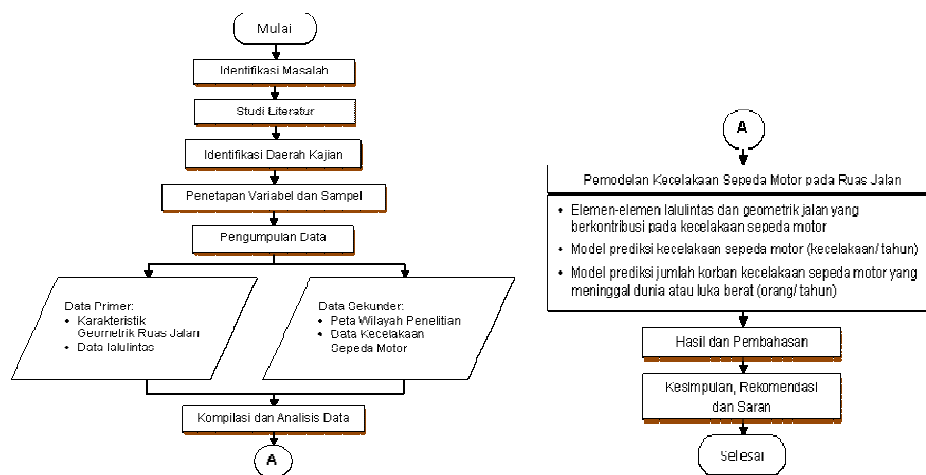 Mulai
Identifikasi Masalah
Studi Literatur
Identifikasi Daerah Kajian
Penetapan Variabel dan Sampel
Pengumpulan Data
Data Primer:
• Karakteristik
Geometrik Ruas Jalan
• Data lalulintas
Data Sekunder:
• Peta Wilayah Penelitian
• Data Kecelakaan
Sepeda Motor
Kompilasi dan Analisis Data
A
A
Pemodelan Kecelakaan Sepeda Motor pada Ruas Jalan
• Elemen-elemen lalulintas dan geometrik jalan yang
berkontribusi pada kecelakaan sepeda motor
• Model prediksi kecelakaan sepeda motor (kecelakaan/ tahun)
• Model prediksi jumlah korban kecelakaan sepeda motor yang
meninggal dunia atau luka berat (orang/ tahun)
Hasil dan Pembahasan
Kesimpulan, Rekomendasi
dan Saran
Selesai